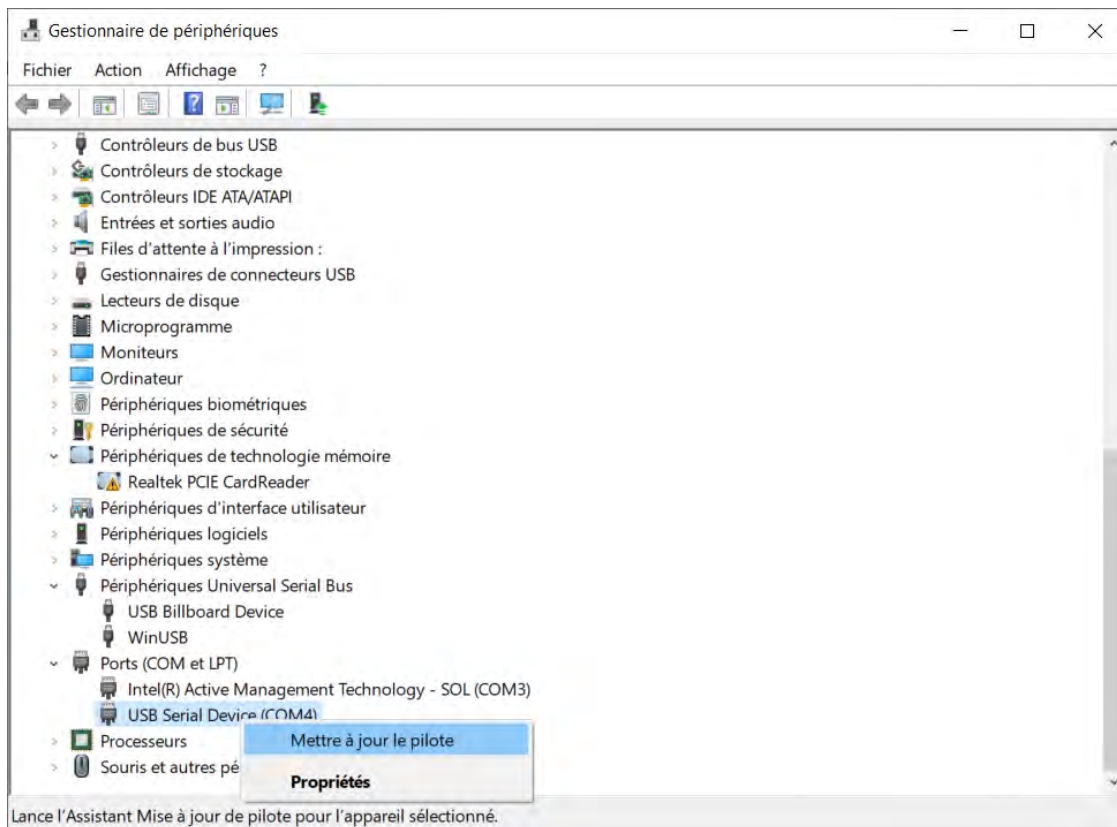 Gestionnaire de périphériques
Fichier Action Affichage ?
Contrôleurs de bus USB
Contrôleurs de stockage
Contrôleurs IDE ATA/ATAPI
Entrées et sorties audio
Files d'attente à l'impression :
Gestionnaires de connecteurs USB
Lecteurs de disque
Microprogramme
Moniteurs
Ordinateur
Périphériques biométriques
Périphériques de sécurité
Périphériques de technologie mémoire
Realtek PCIE CardReader
Périphériques d'interface utilisateur
Périphériques logiciels
Périphériques système
Périphériques Universal Serial Bus
USB Billboard Device
WinUSB
Ports (COM et LPT)
Intel(R) Active Management Technology - SOL (COM3)
USB Serial Device (COM4)
Processeurs
Mettre à jour le pilote
Souris et autres pé
Propriétés
Lance l'Assistant Mise à jour de pilote pour l'appareil sélectionné.